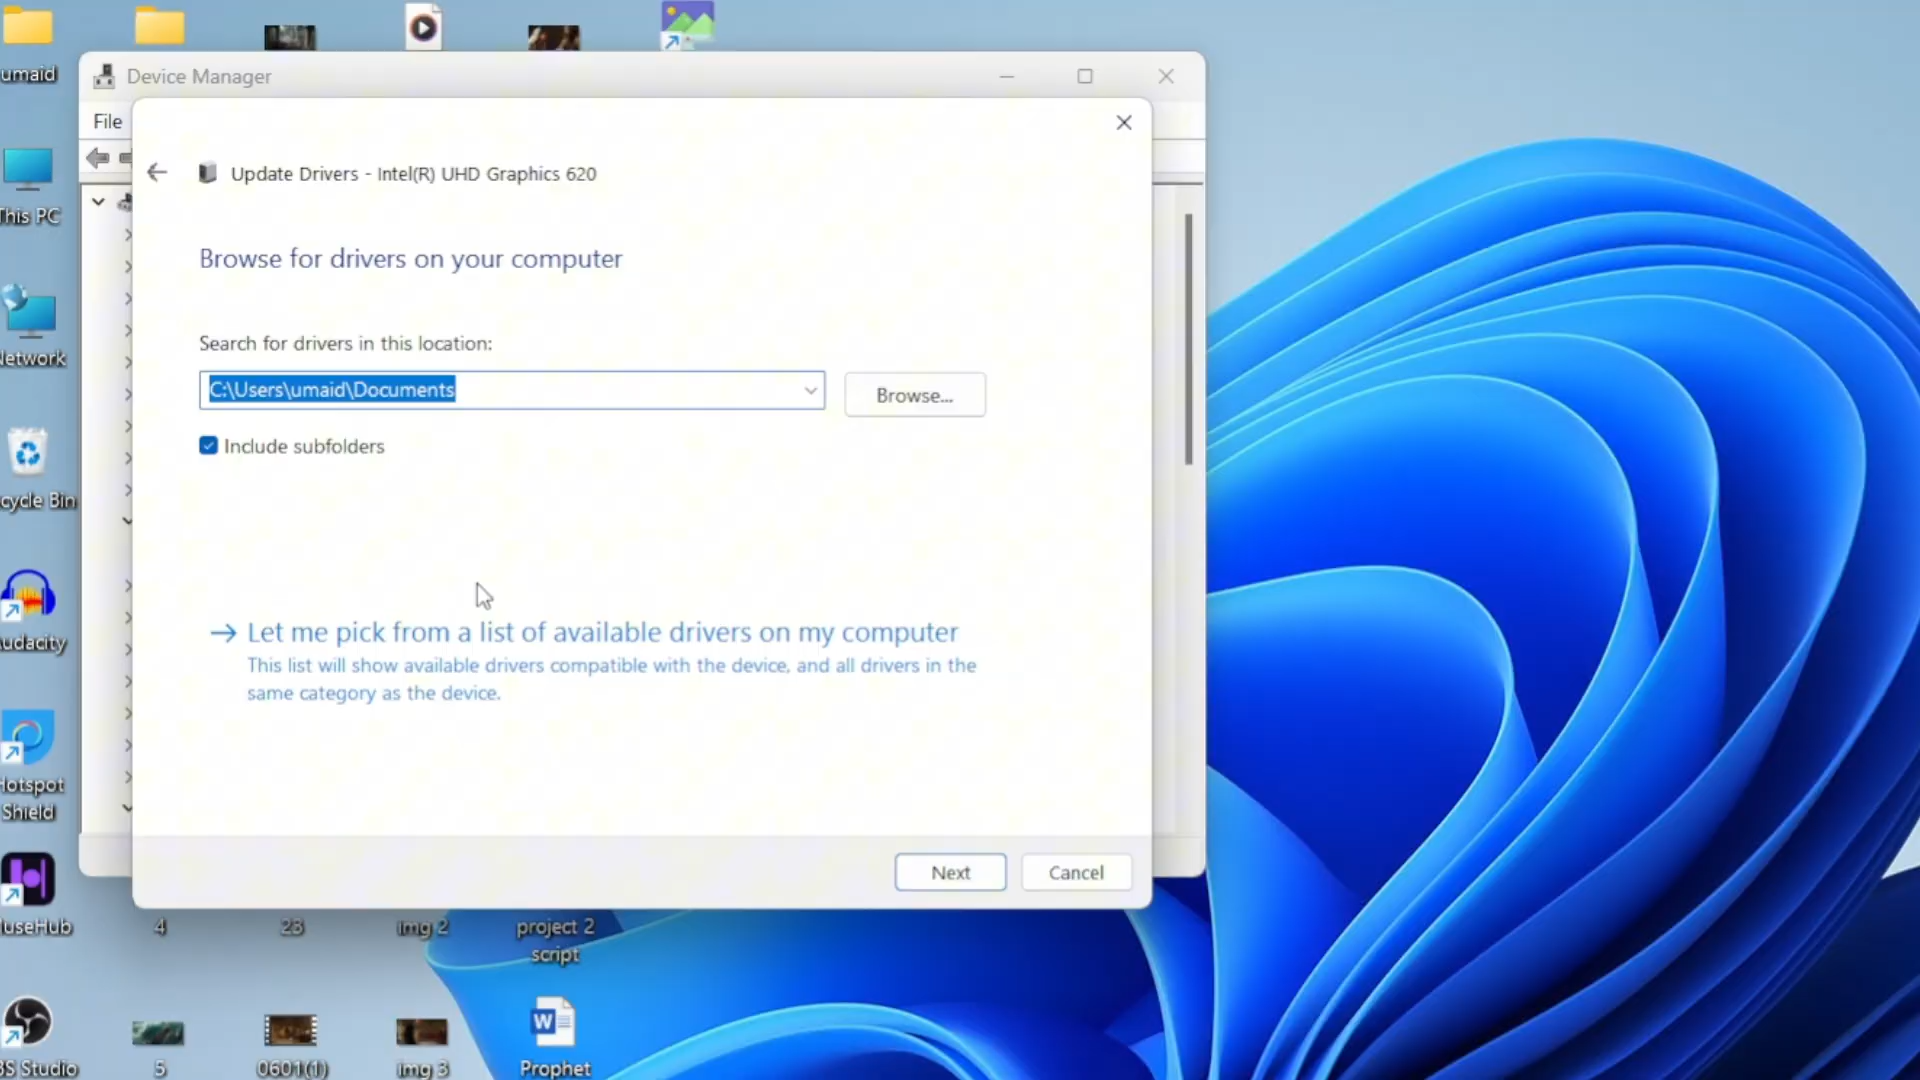 umaid
Device Manager
File
Update Drivers - Intel(R) UHD Graphics 620
Browse for drivers on your computer
Search for drivers in this location:
C:\Users\umaid\Documents
Browse...
Include subfolders
Let me pick from a list of available drivers on my computer
This list will show available drivers compatible with the device, and all drivers in the
same category as the device.
Next
Cancel
This PC
Network
cycle Bin
udacity
Hotspot
Shield
useHub
4
23
img 2
project 2
script
BS Studio
5
0601(1)
img 3
W
Prophet